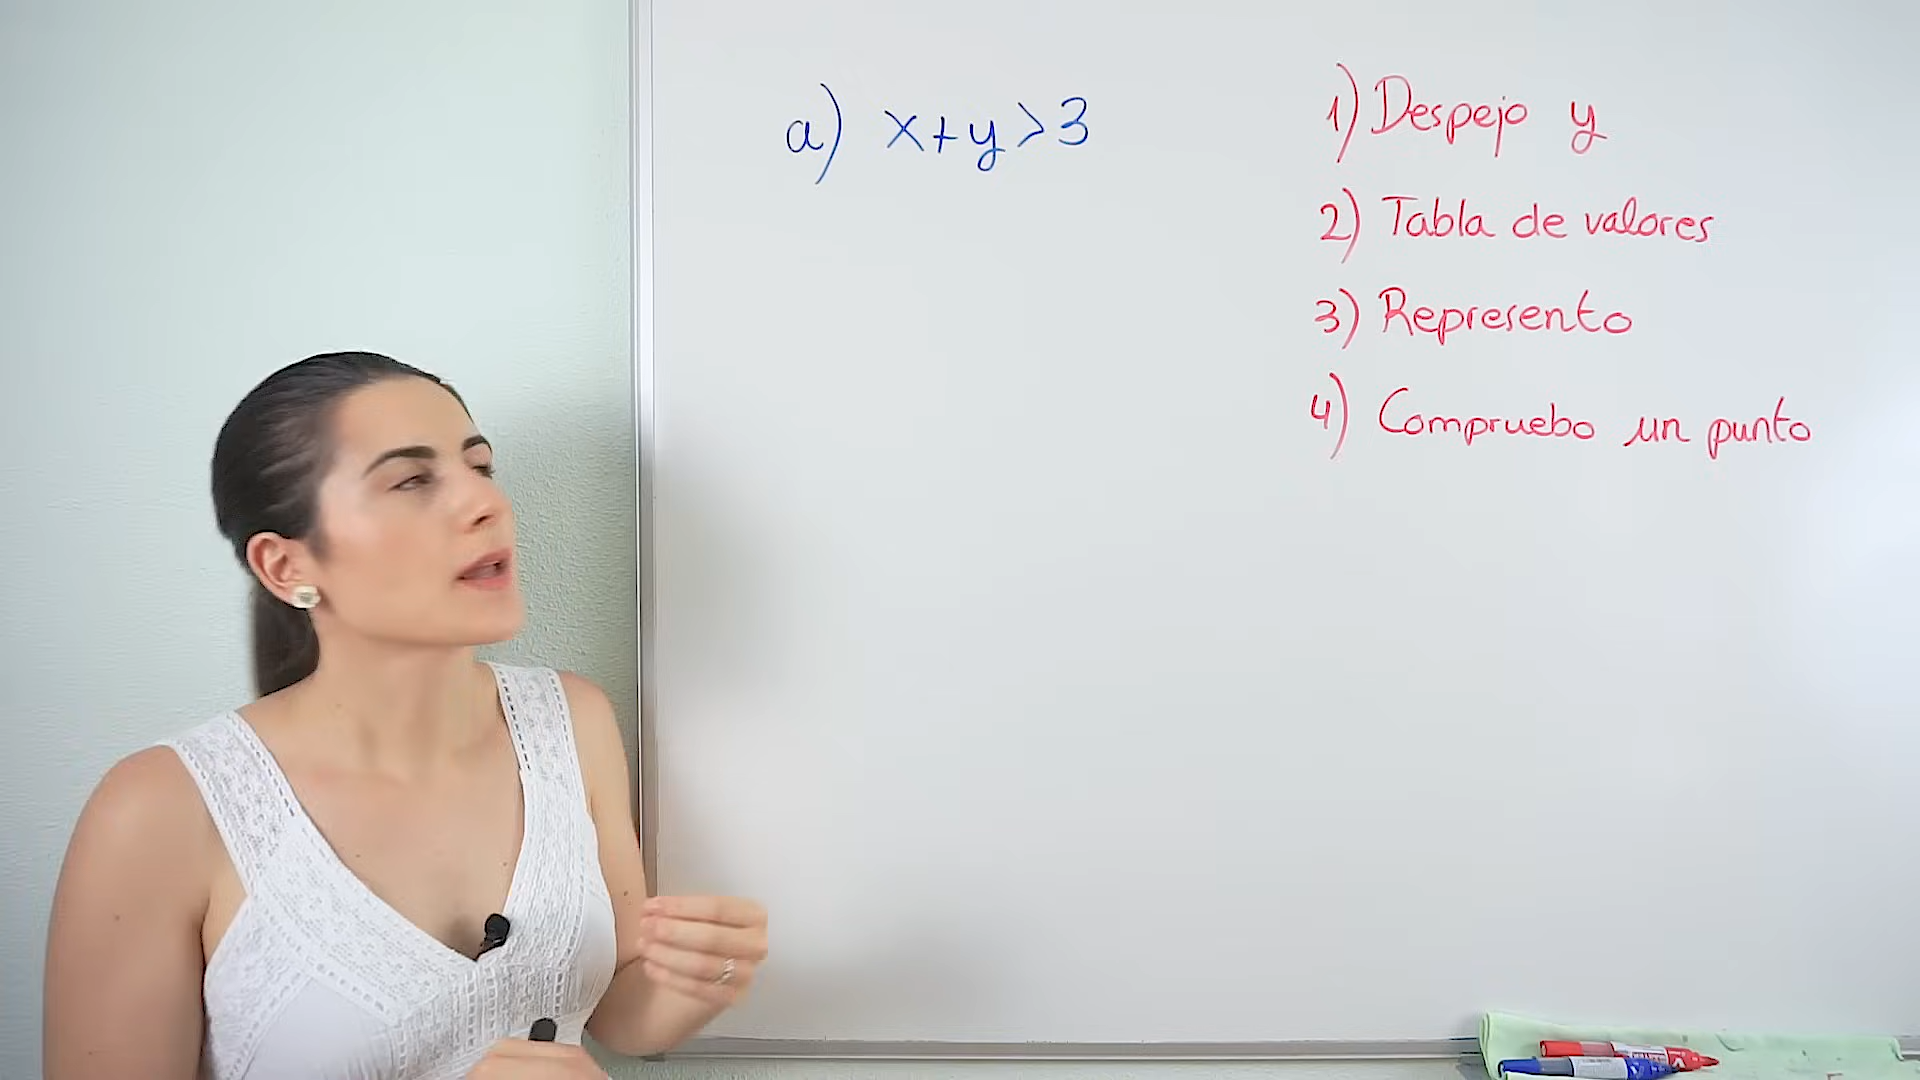 a) x+y>3
1) Despejo y
2) Tabla de valores
3) Represento
4) Compruebo un punto